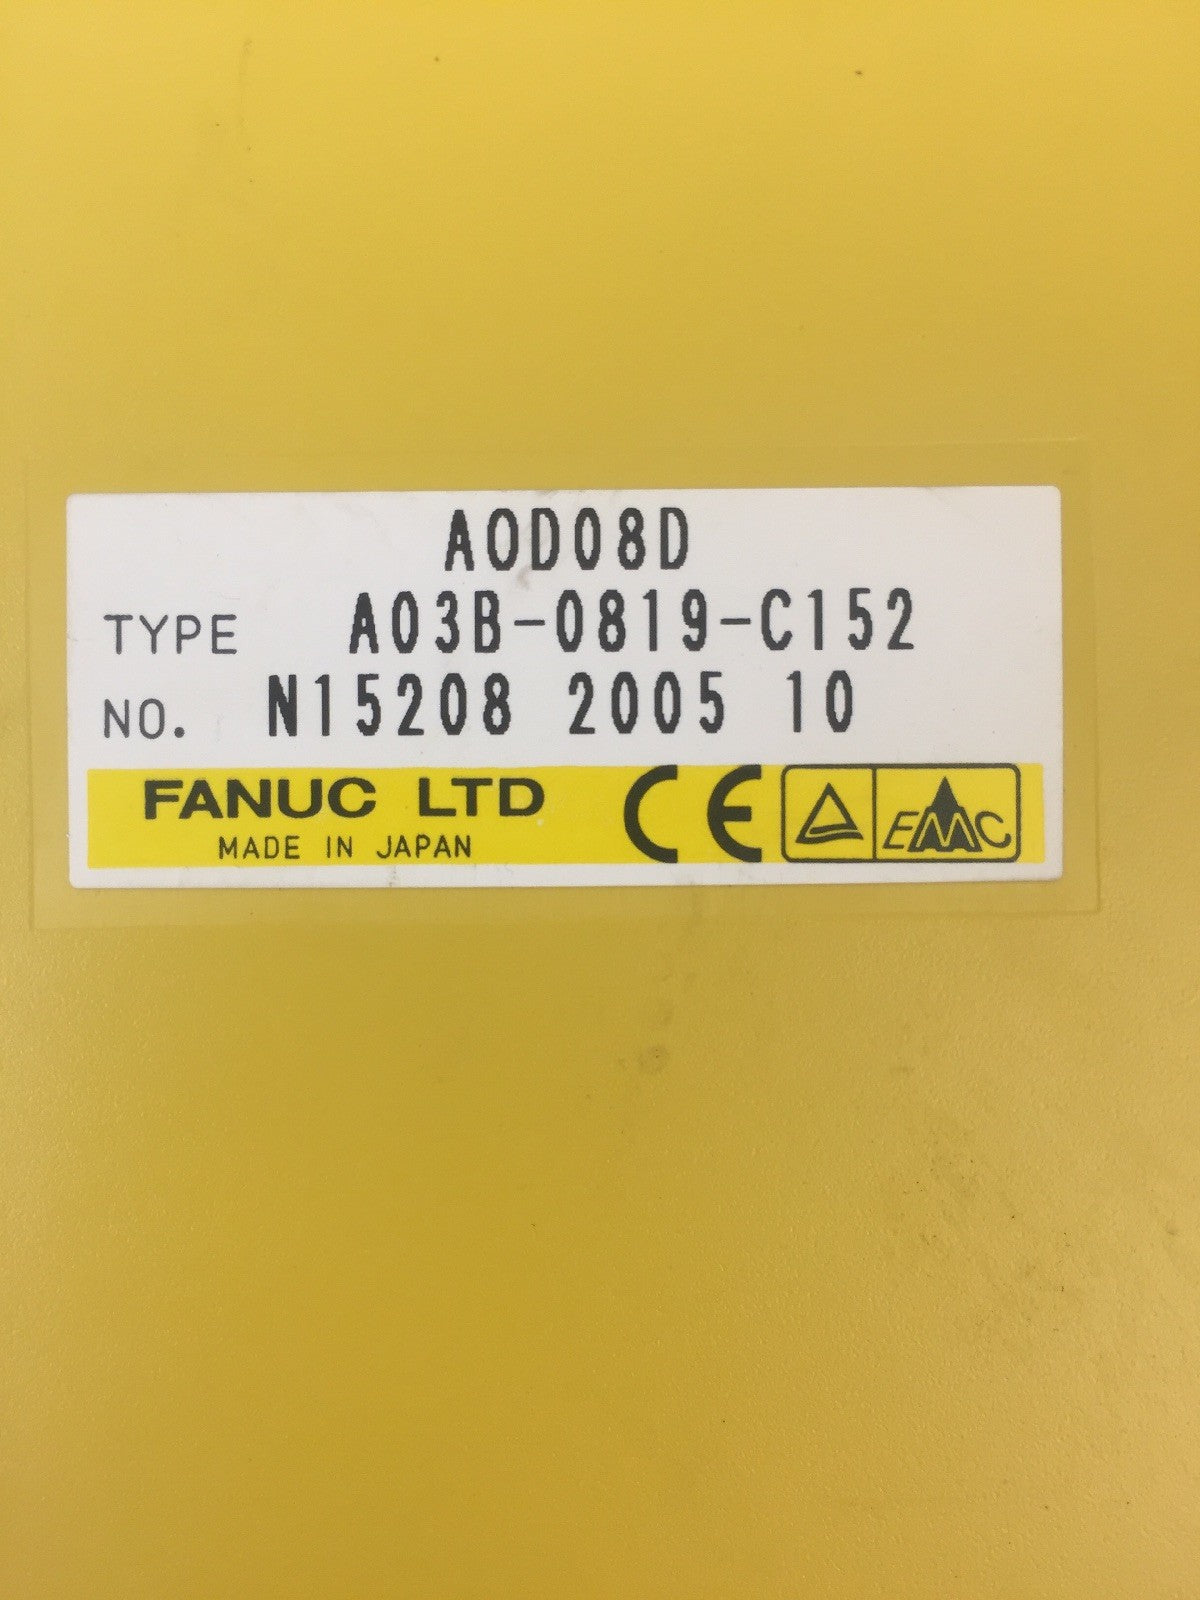 AOD08D
TYPE A03B-0819-C152
NO. N15208 2005 10
FANUC LTD
MADE IN JAPAN
CE
EMC